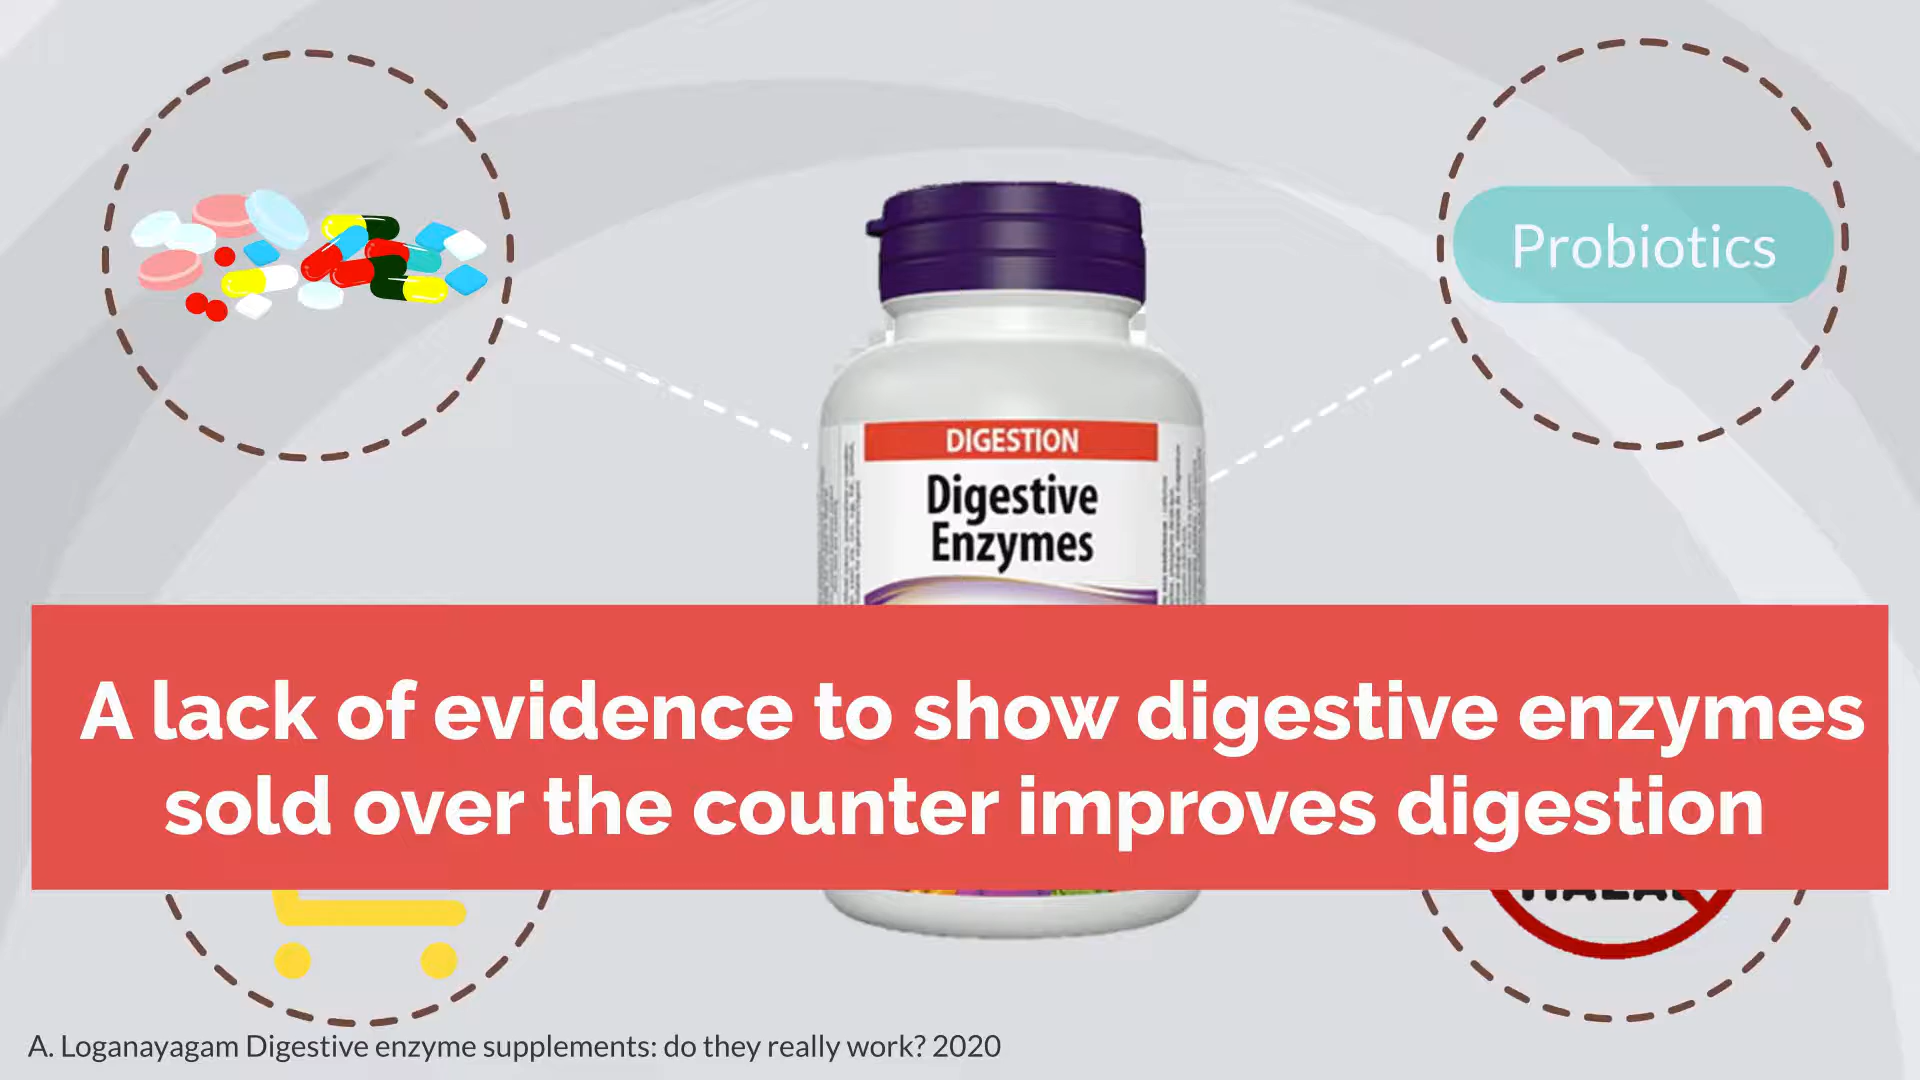 Probiotics
DIGESTION
Digestive
Enzymes
A lack of evidence to show digestive enzymes
sold over the counter improves digestion
A. Loganayagam Digestive enzyme supplements: do they really work? 2020